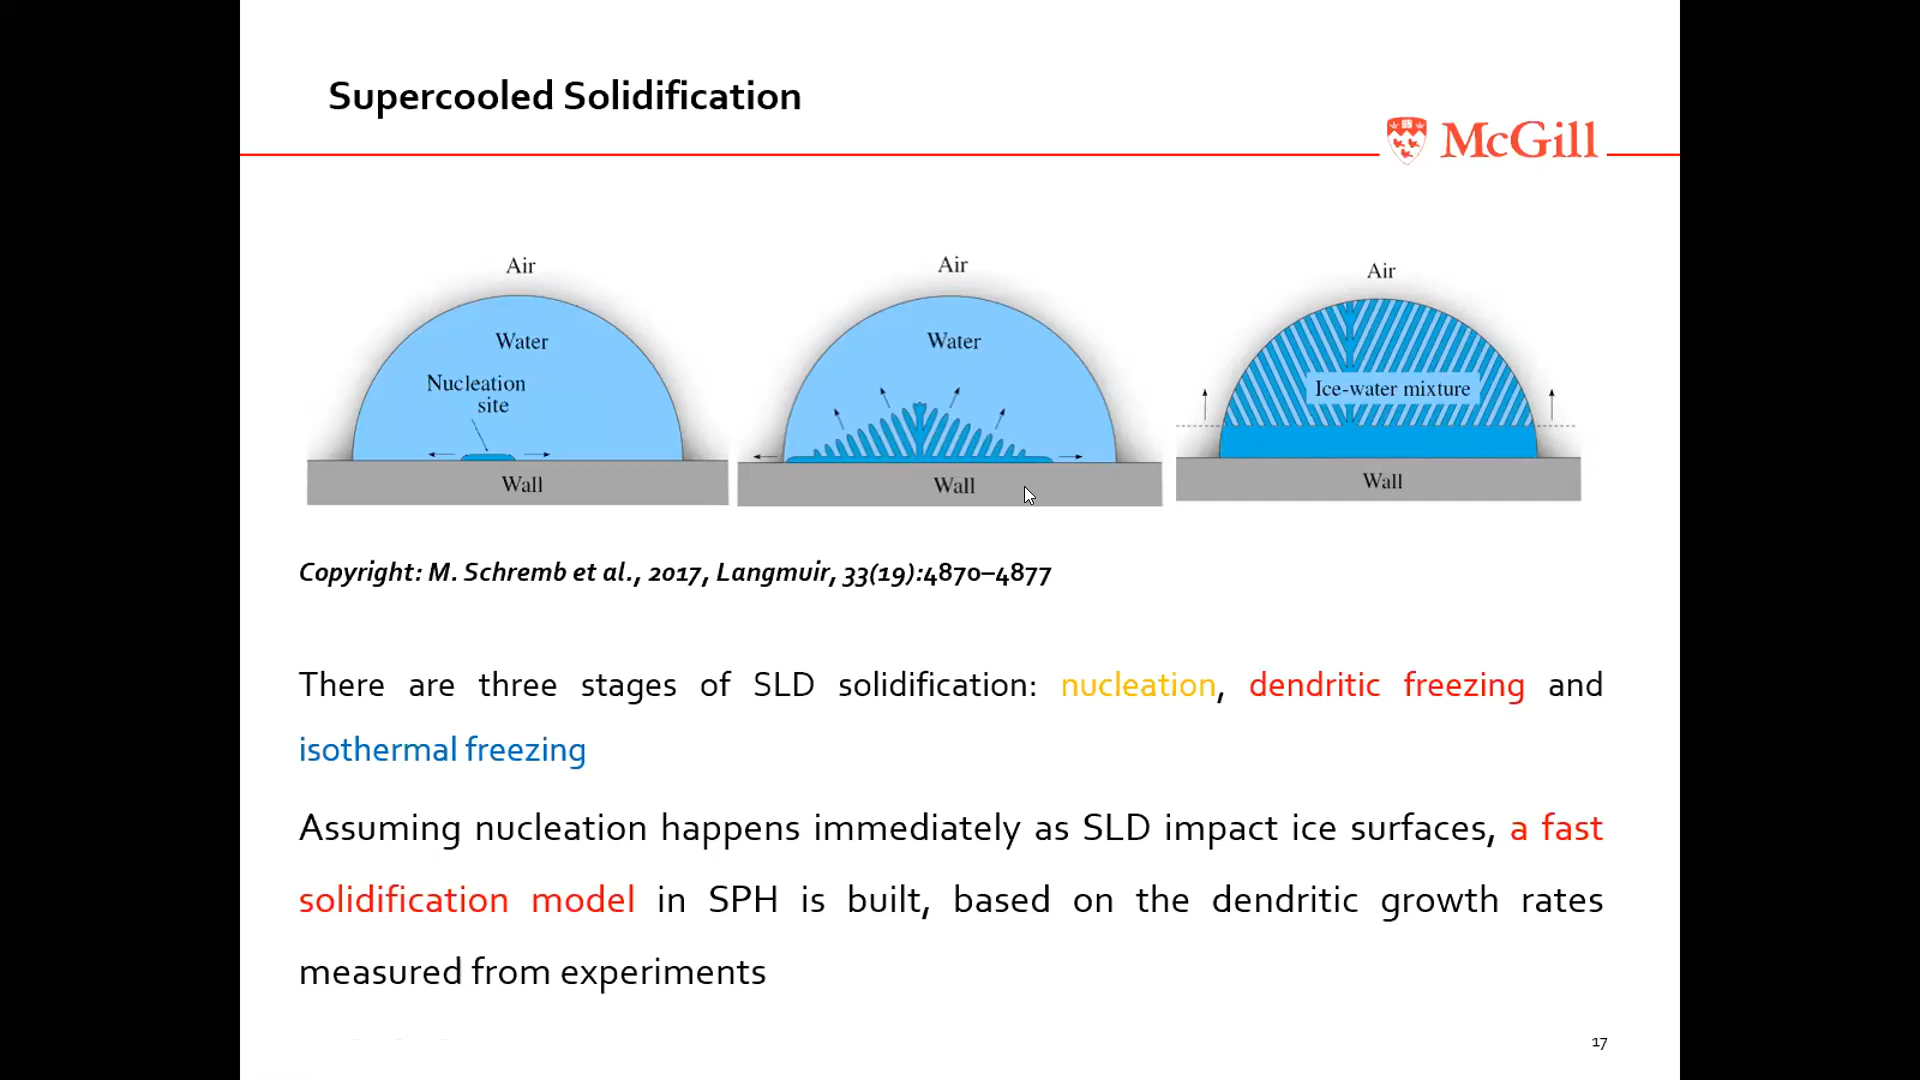 Supercooled Solidification
McGill
Air
Water
Nucleation
site
Wall
Air
Water
Wall
Air
Ice-water mixture
Wall
Copyright: M. Schremb et al., 2017, Langmuir, 33(19):4870–4877
There are three stages of SLD solidification: nucleation, dendritic freezing and
isothermal freezing
Assuming nucleation happens immediately as SLD impact ice surfaces, a fast
solidification model in SPH is built, based on the dendritic growth rates
measured from experiments
17